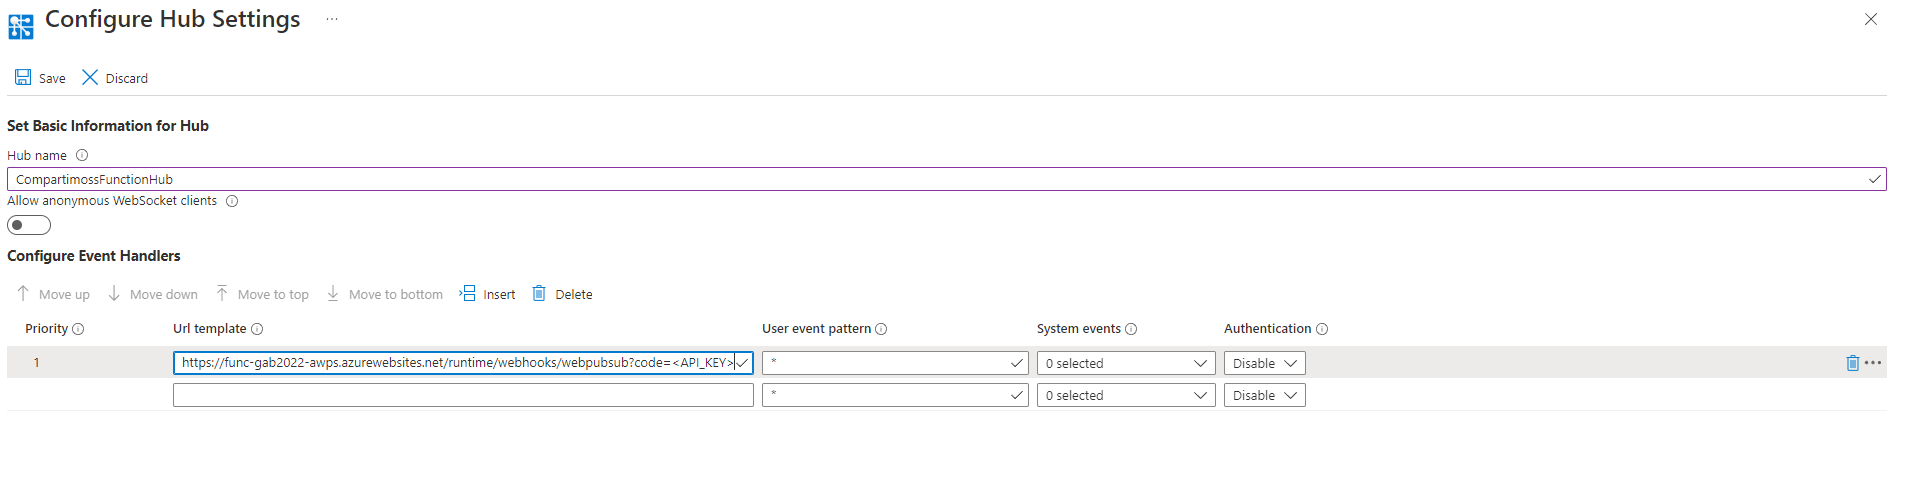 Configure Hub Settings ...
Save Discard
Set Basic Information for Hub
Hub name
CompartimossFunctionHub
Allow anonymous WebSocket clients
Configure Event Handlers
Move up Move down Move to top Move to bottom Insert Delete
Priority Url template User event pattern System events Authentication
1 https://func-gab2022-awps.azurewebsites.net/runtime/webhooks/webpubsub?code=<API_KEY> * 0 selected Disable
* 0 selected Disable